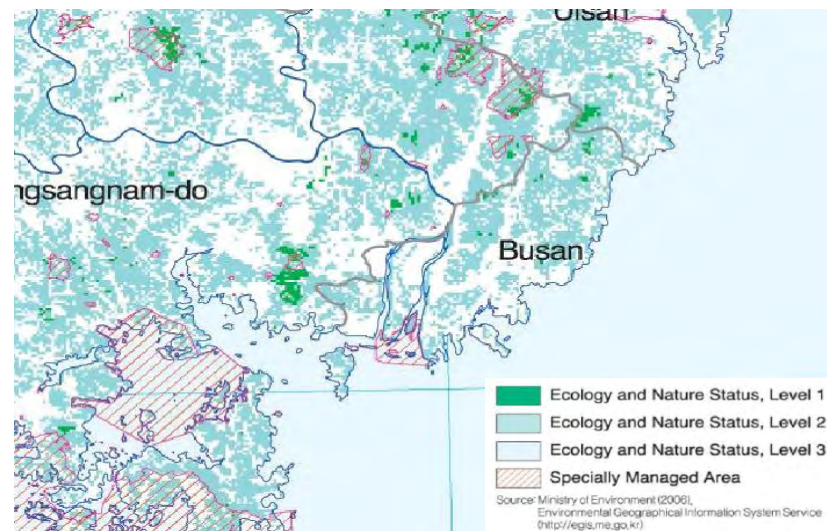 Ulsan
ngsangnam-do
Busan
Ecology and Nature Status, Level 1
Ecology and Nature Status, Level 2
Ecology and Nature Status, Level 3
Specially Managed Area
Source: Ministry of Environment (2006),
Environmental Geographical Information System Service
(http://egis.me.go.kr)